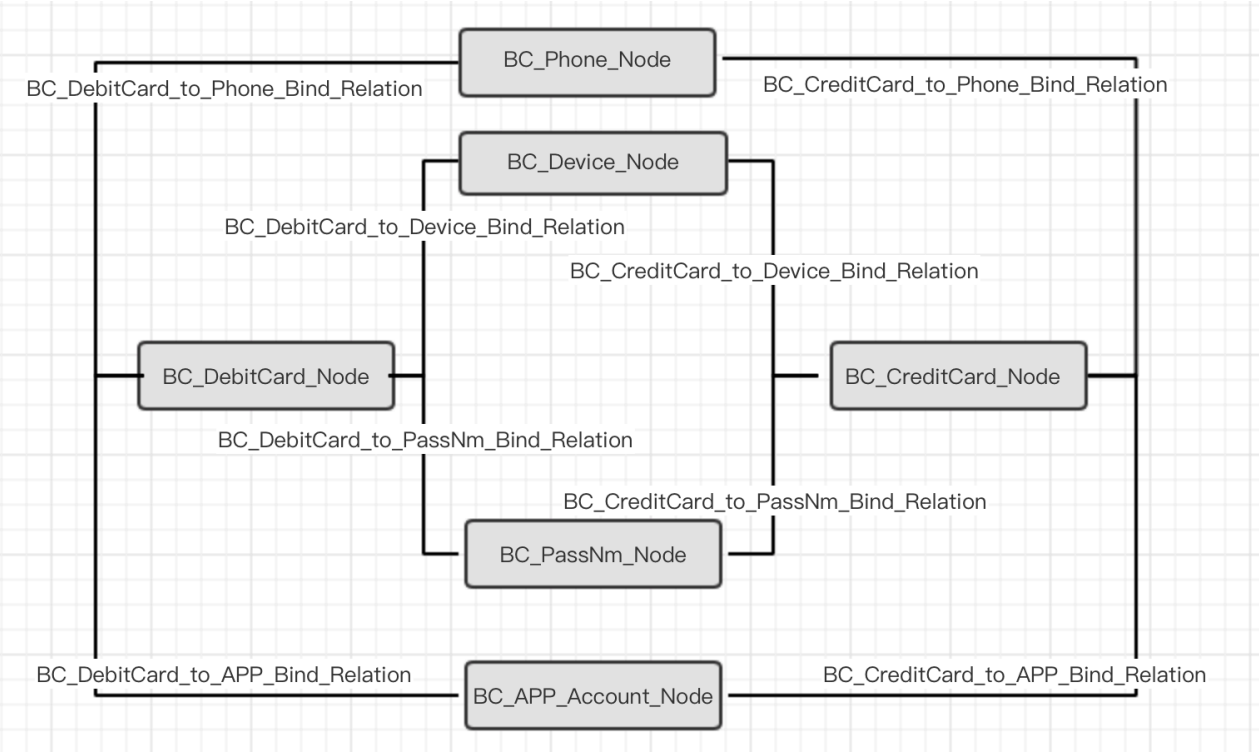 BC_Phone_Node
BC_DebitCard_to_Phone_Bind_Relation
BC_CreditCard_to_Phone_Bind_Relation
BC_Device_Node
BC_DebitCard_to_Device_Bind_Relation
BC_CreditCard_to_Device_Bind_Relation
BC_DebitCard_Node
BC_CreditCard_Node
BC_DebitCard_to_PassNm_Bind_Relation
BC_CreditCard_to_PassNm_Bind_Relation
BC_PassNm_Node
BC_DebitCard_to_APP_Bind_Relation
BC_CreditCard_to_APP_Bind_Relation
BC_APP_Account_Node